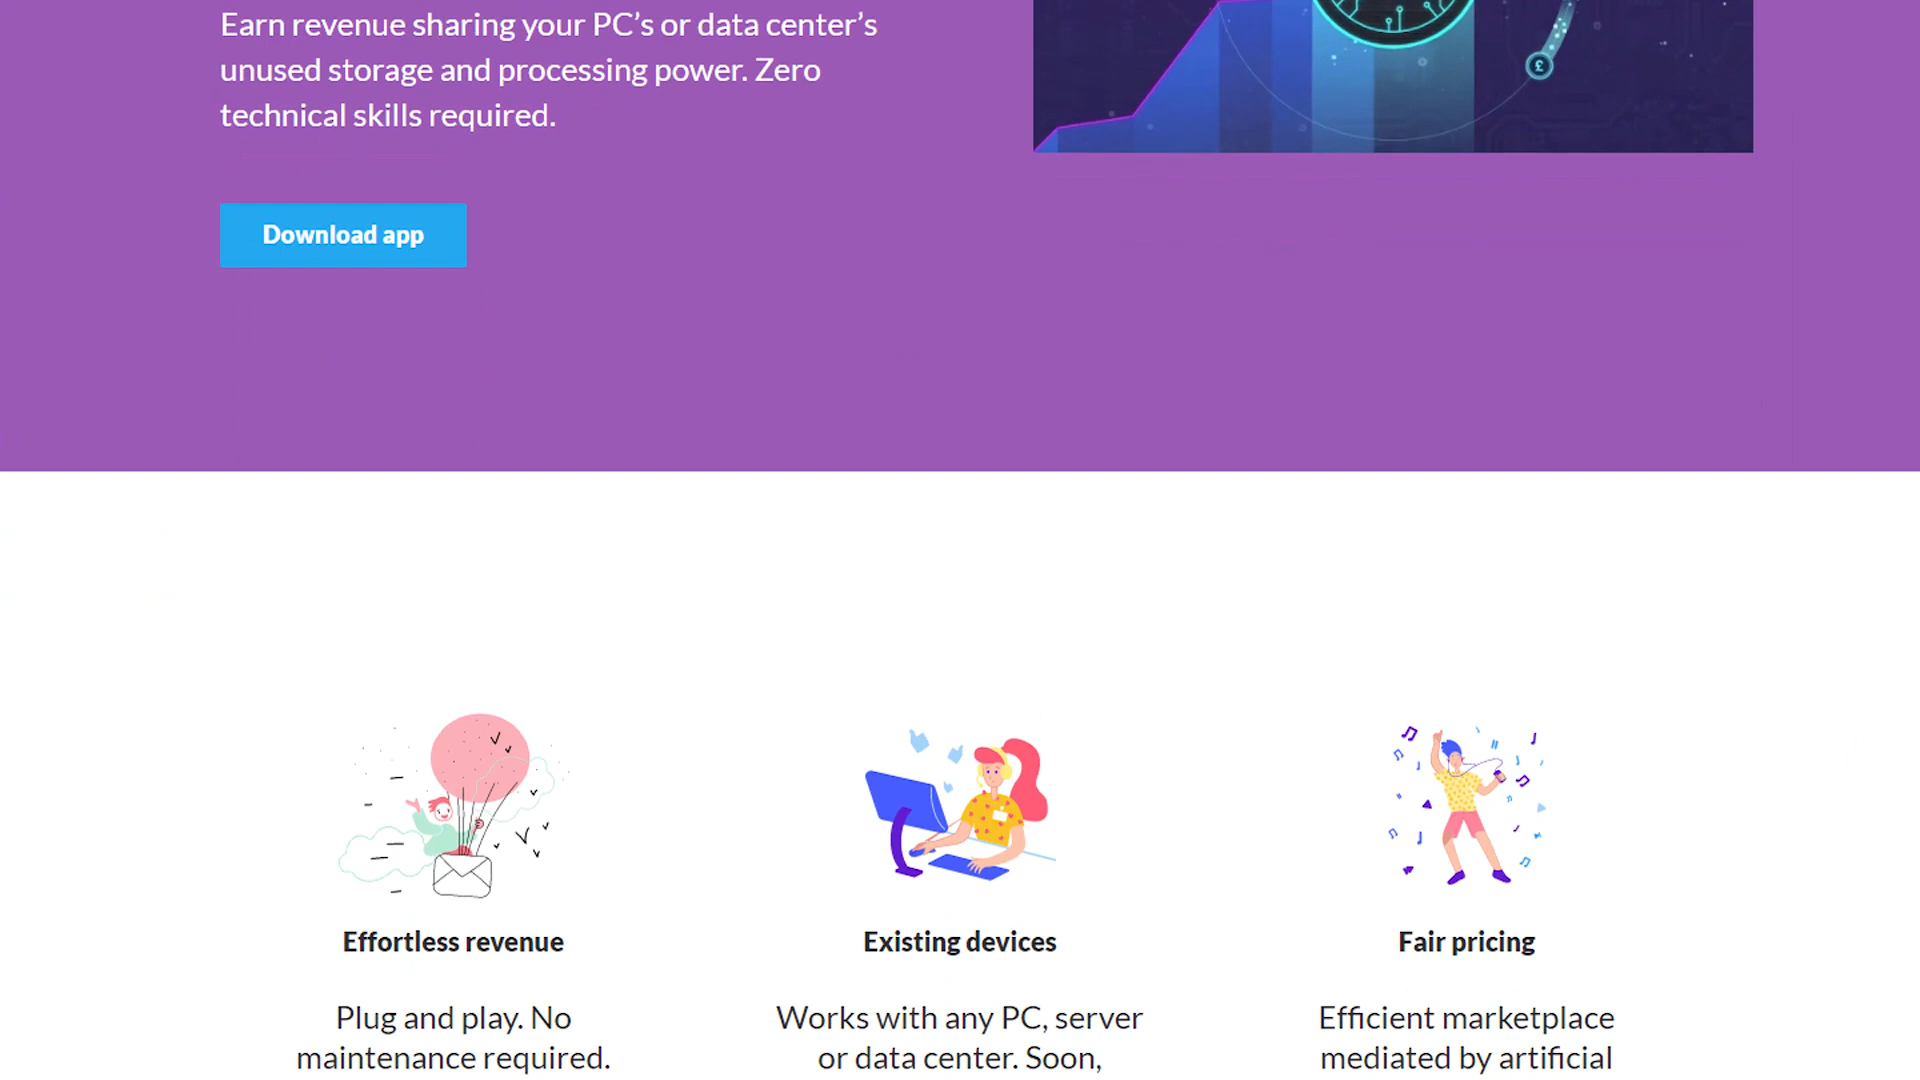 Earn revenue sharing your PC’s or data center’s
unused storage and processing power. Zero
technical skills required.
£
Download app
Effortless revenue
Plug and play. No
maintenance required.
Existing devices
Works with any PC, server
or data center. Soon,
Fair pricing
Efficient marketplace
mediated by artificial